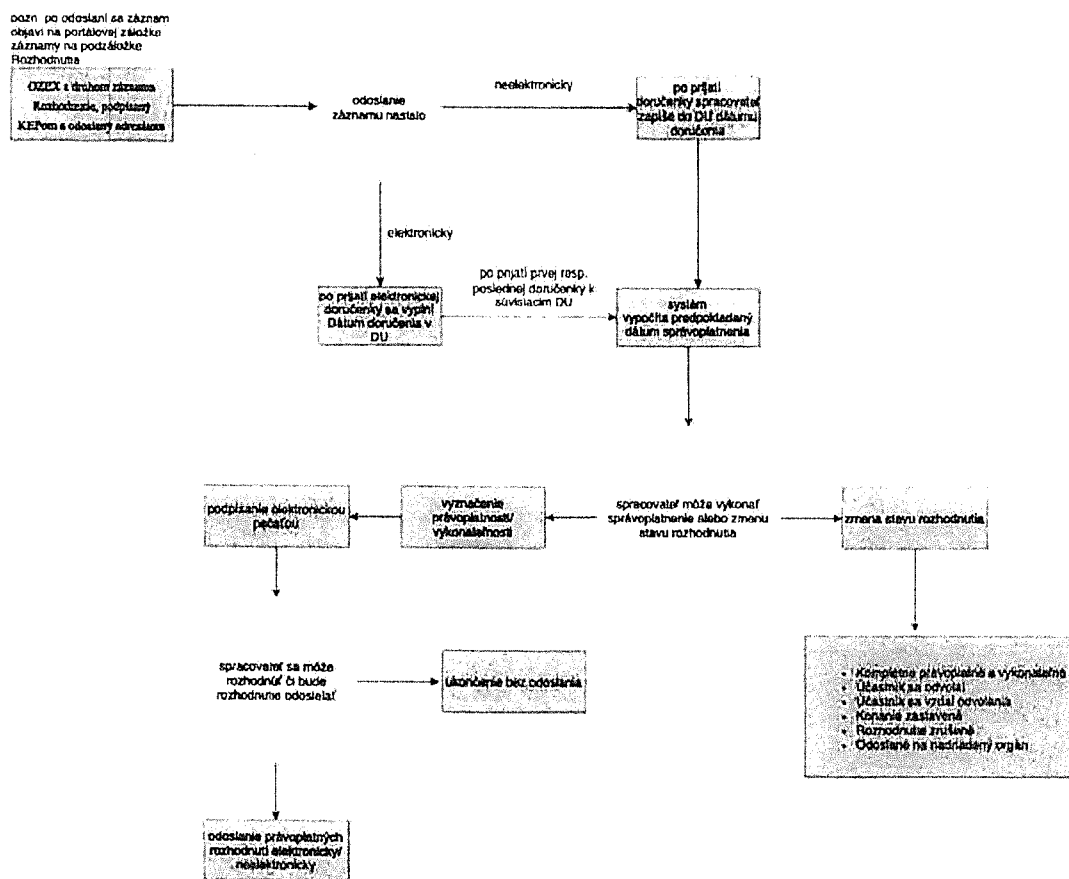 pozn. po odoslaní sa záznam
objaví na portálovej záložke
záznamy na podzáložke
Rozhodnutia
OZEX s druhom záznamu
Rozhodnutie, podpísaný
KEPom a odoslaný adresátom
odoslanie
záznamu nastalo
neelektronicky
po prijatí
doručenky spracovateľ
zapíše do DU dátumu
doručenia
elektronicky
po prijatí elektronickej
doručenky sa vyplní
Dátum doručenia v
DU
po prijatí prvej resp.
poslednej doručenky k
súvisiacim DU
systém
vypočíta predpokladaný
dátum správoplatnenia
podpísanie elektronickou
pečaťou
vyznačenie
právoplatnosti/
vykonateľnosti
spracovateľ môže vykonať
správoplatnenie alebo zmenu
stavu rozhodnutia
zmena stavu rozhodnutia
spracovateľ sa môže
rozhodnúť či bude
rozhodnutie odosielať
ukončenie bez odoslania
• Kompletne právoplatné a vykonateľné
• Účastník sa odvolal
• Účastník sa vzdal odvolania
• Konanie zastavené
• Rozhodnutie zrušené
• Odoslané na nadriadený orgán
odoslanie právoplatných
rozhodnutí elektronicky/
neelektronicky